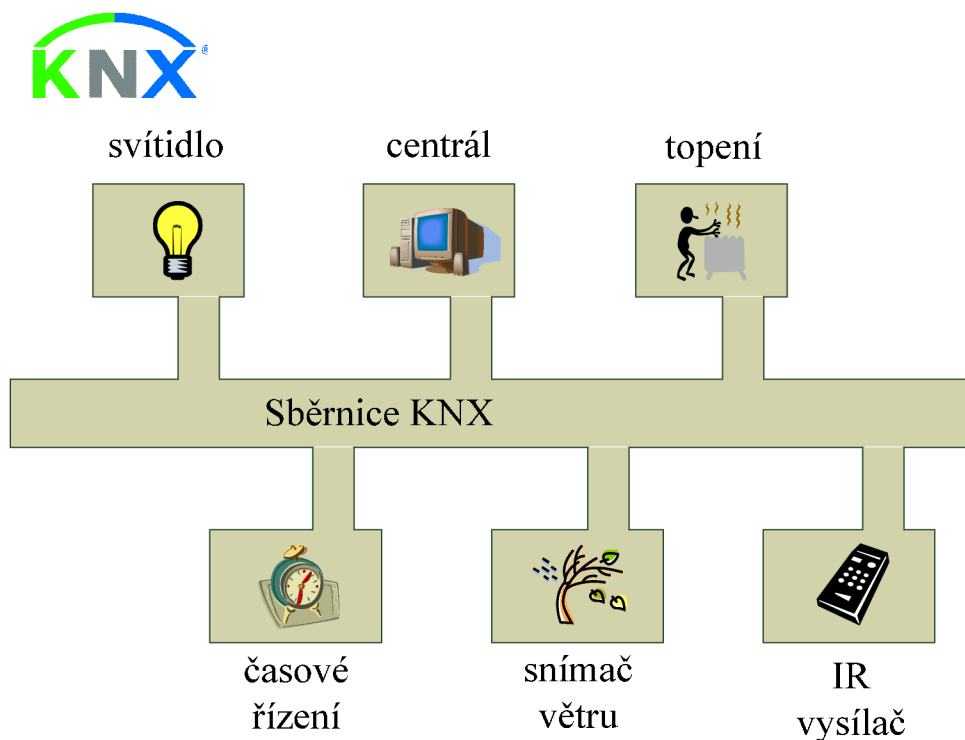 KNX®
svítidlo
centrál
topení
Sběrnice KNX
časové
řízení
snímač
větru
IR
vysílač